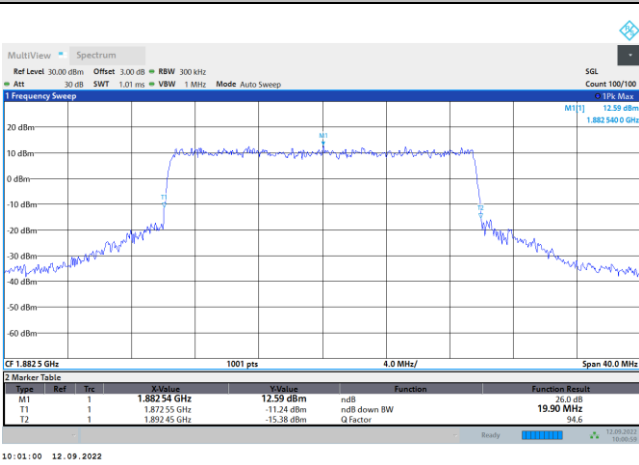 MultiView Spectrum
Ref Level 30.00 dBm Offset 3.00 dB RBW 300 kHz SGL
Att 30 dB SWT 1.01 ms VBW 1 MHz Mode Auto Sweep Count 100/100
1 Frequency Sweep 1Pk Max
M1[1] 12.59 dBm
1.882 540 0 GHz
20 dBm
M1
10 dBm
0 dBm
T1
-10 dBm
T2
-20 dBm
-30 dBm
-40 dBm
-50 dBm
-60 dBm
CF 1.882 5 GHz 1001 pts 4.0 MHz/ Span 40.0 MHz
2 Marker Table
Type Ref Trc X-Value Y-Value Function Function Result
M1 1 1.882 54 GHz 12.59 dBm ndB 26.0 dB
T1 1 1.872 55 GHz -11.24 dBm ndB down BW 19.90 MHz
T2 1 1.892 45 GHz -15.38 dBm Q Factor 94.6
Ready 12.09.2022
10:00:59
10:01:00 12.09.2022